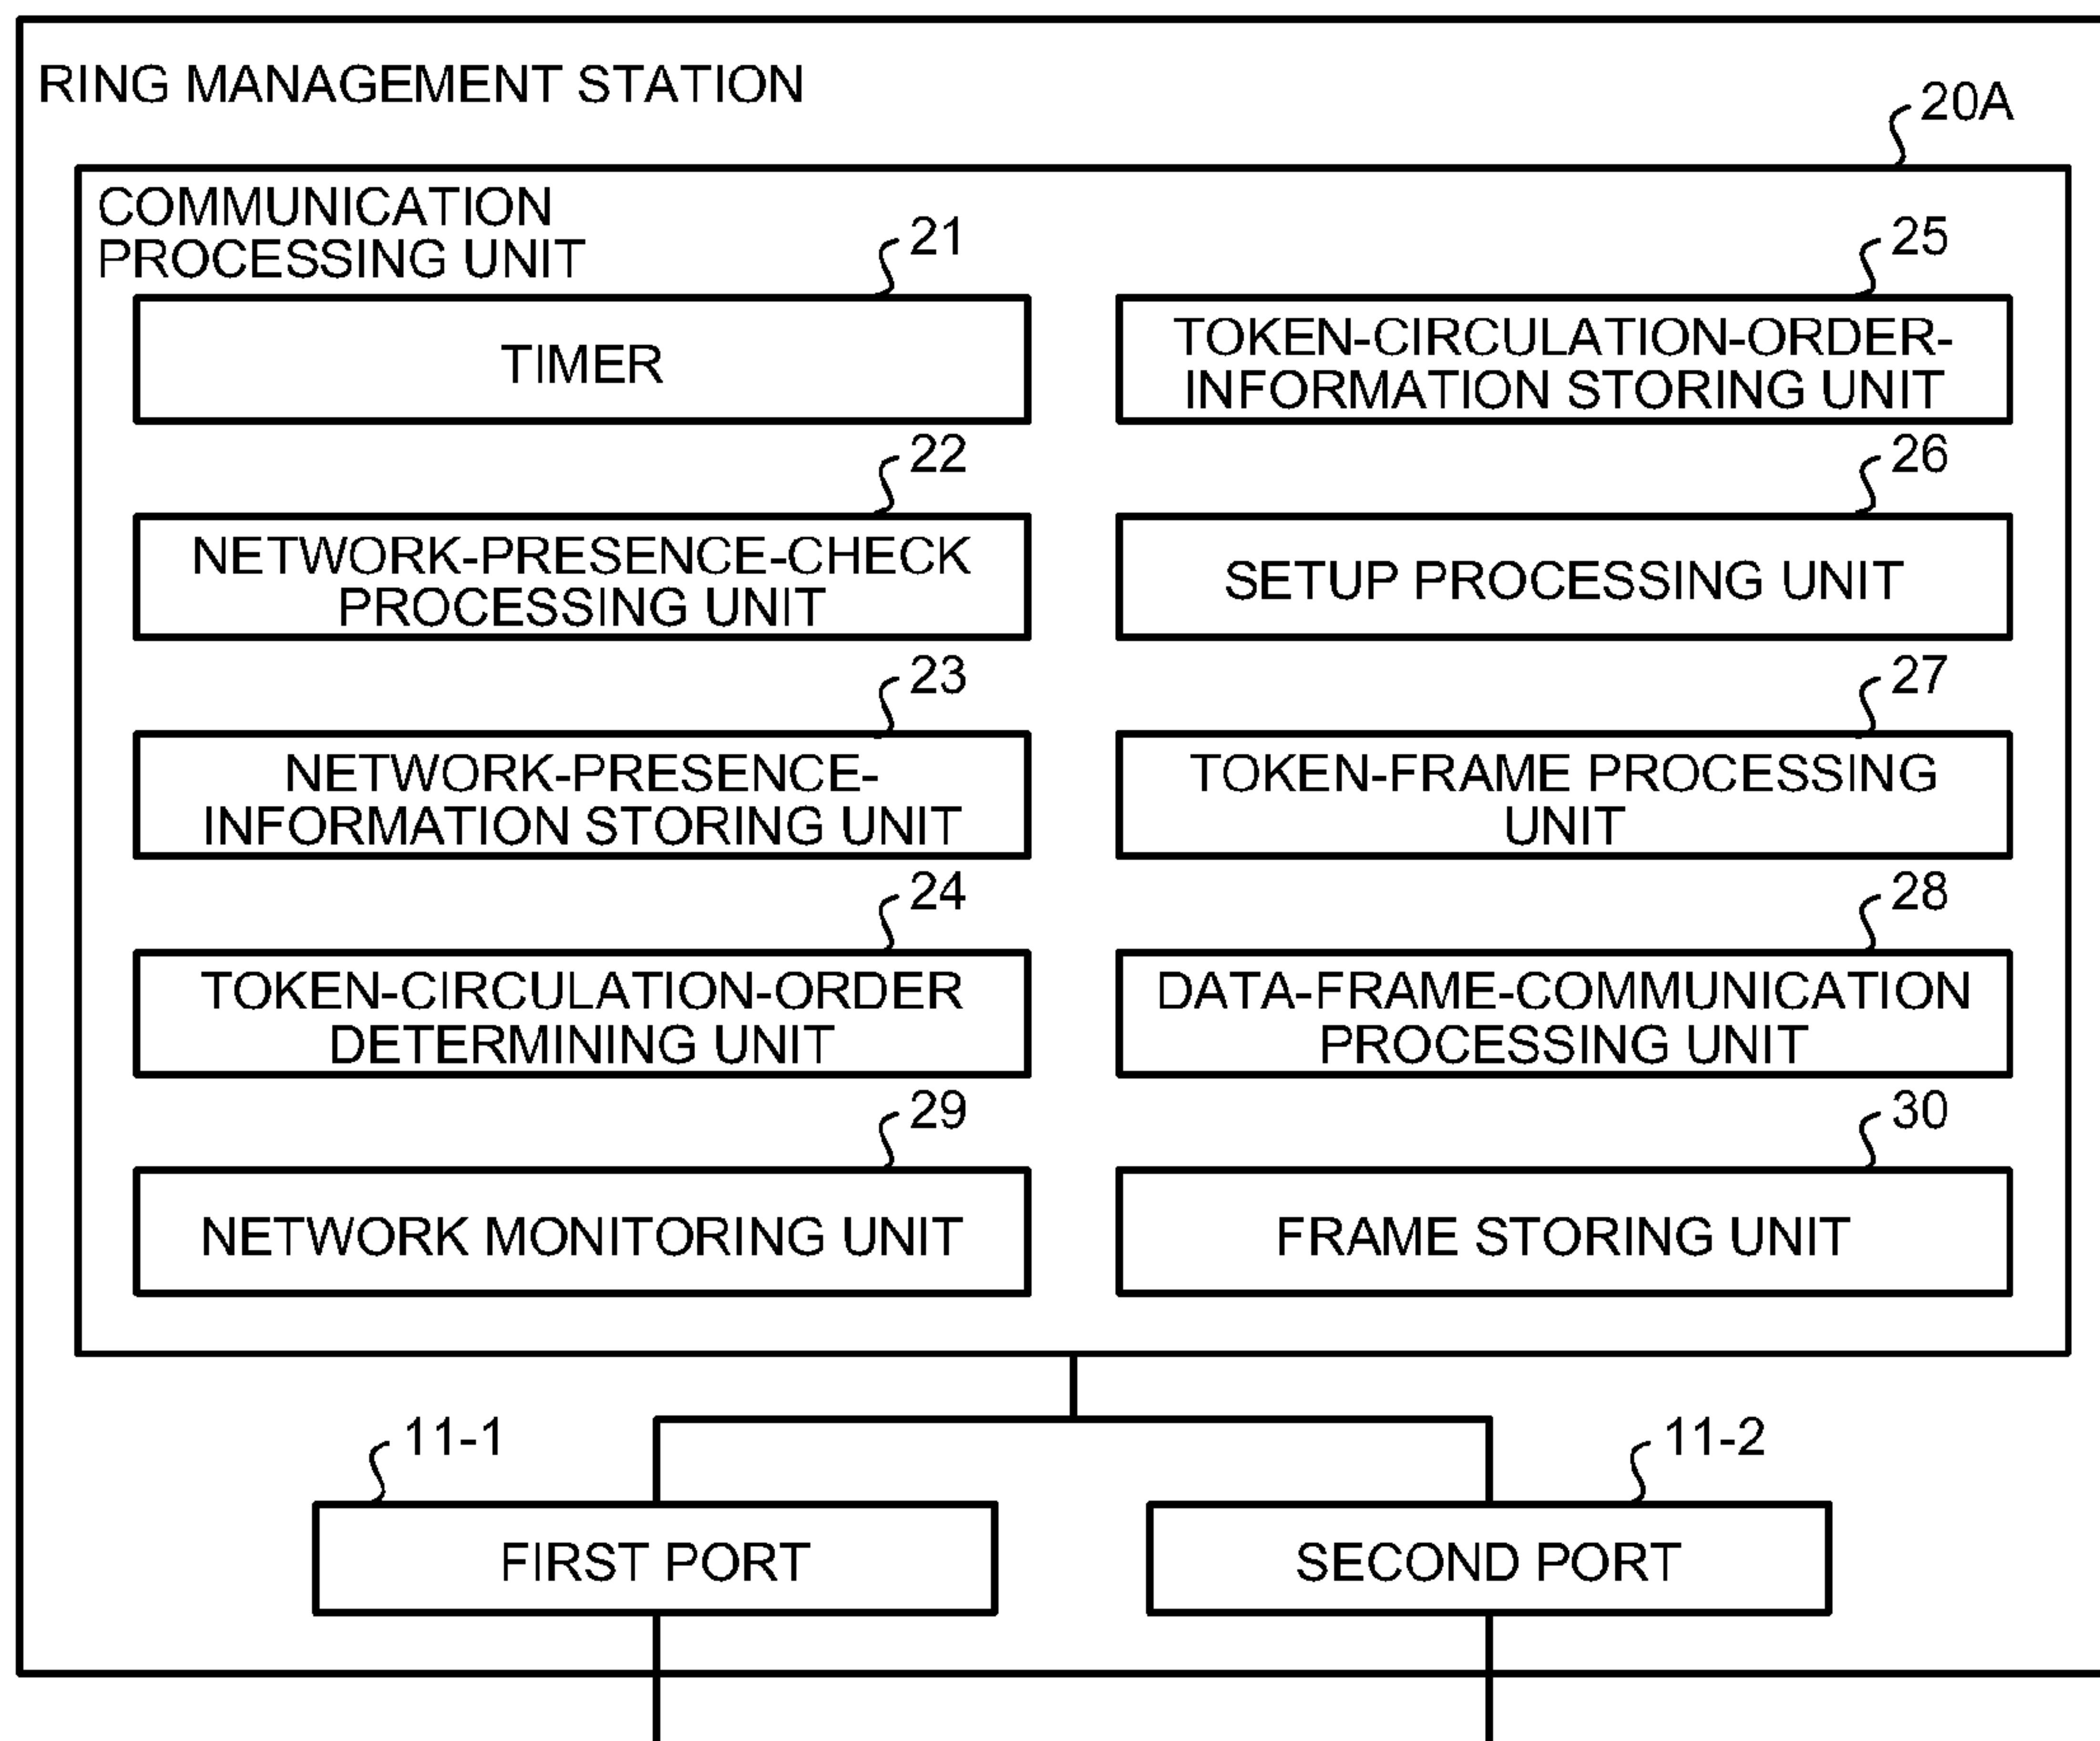 RING MANAGEMENT STATION
20A
COMMUNICATION
PROCESSING UNIT
21
TIMER
25
TOKEN-CIRCULATION-ORDER-
INFORMATION STORING UNIT
22
NETWORK-PRESENCE-CHECK
PROCESSING UNIT
26
SETUP PROCESSING UNIT
23
NETWORK-PRESENCE-
INFORMATION STORING UNIT
27
TOKEN-FRAME PROCESSING
UNIT
24
TOKEN-CIRCULATION-ORDER
DETERMINING UNIT
28
DATA-FRAME-COMMUNICATION
PROCESSING UNIT
29
NETWORK MONITORING UNIT
30
FRAME STORING UNIT
11-1
FIRST PORT
11-2
SECOND PORT